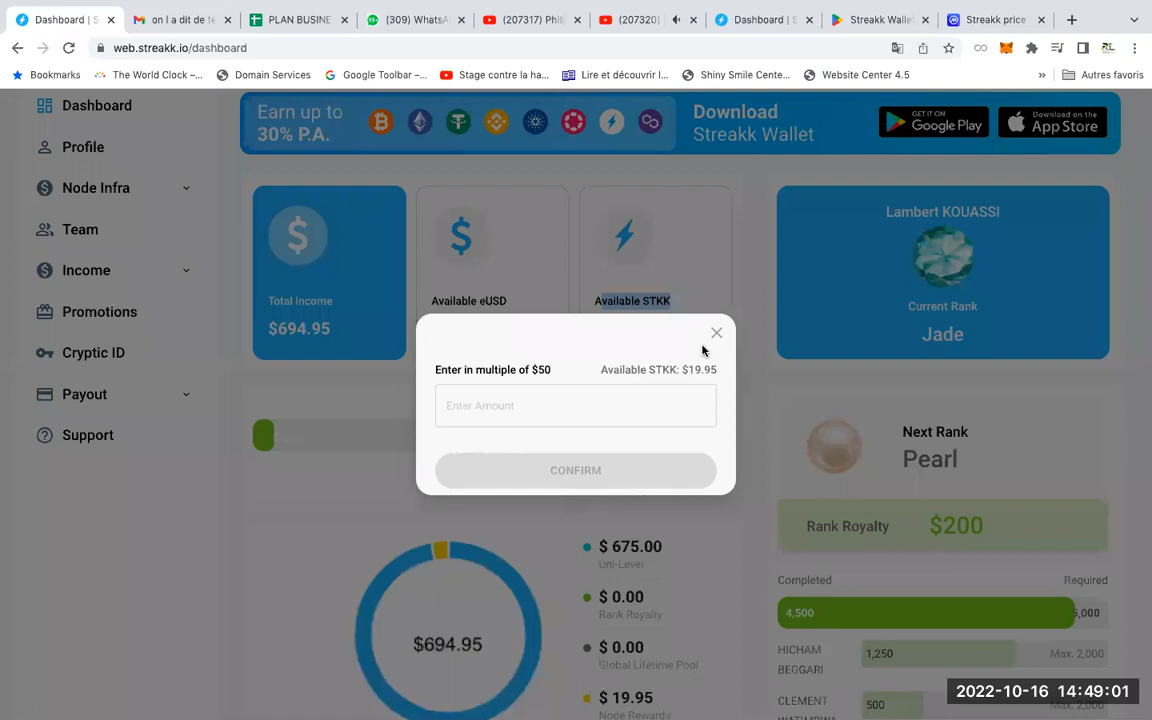 Dashboard | S
on l a dit de te
PLAN BUSINE
(309) WhatsA
(207317) Phil
(207320)
Dashboard | S
Streakk Walle
Streakk price
web.streakk.io/dashboard
Bookmarks
The World Clock –...
Domain Services
Google Toolbar –...
Stage contre la ha...
Lire et découvrir l...
Shiny Smile Cente...
Website Center 4.5
»
Autres favoris
Dashboard
Profile
Node Infra
Team
Income
Promotions
Cryptic ID
Payout
Support
Earn up to
30% P.A.
Download
Streakk Wallet
GET IT ON
Google Play
Download on the
App Store
Total Income
$694.95
Available eUSD
Available STKK
Lambert KOUASSI
Current Rank
Jade
Enter in multiple of $50
Available STKK: $19.95
Enter Amount
CONFIRM
Next Rank
Pearl
Rank Royalty
$200
$694.95
$ 675.00
Uni-Level
$ 0.00
Rank Royalty
$ 0.00
Global Lifetime Pool
$ 19.95
Node Rewards
Completed
Required
4,500
5,000
HICHAM
BEGGARI
1,250
Max. 2,000
CLEMENT
500
2022-10-16 14:49:01